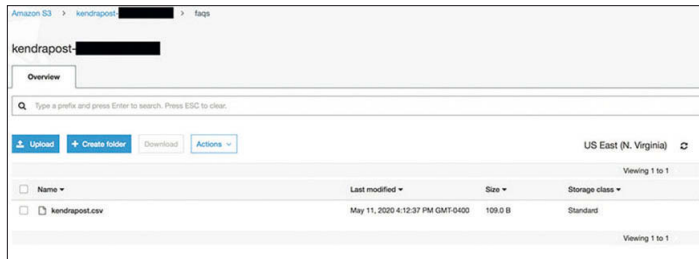 Amazon S3 > kendrapost- > faqs
kendrapost-
Overview
Type a prefix and press Enter to search. Press ESC to clear.
Upload + Create folder Download Actions US East (N. Virginia)
Viewing 1 to 1
Name Last modified Size Storage class
kendrapost.csv May 11, 2020 4:12:37 PM GMT-0400 109.0 B Standard
Viewing 1 to 1